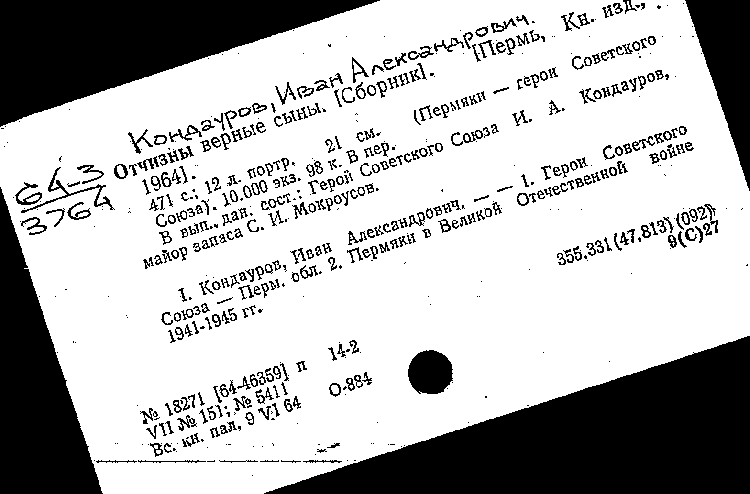 Кондауров, Иван Александрович.
64-3
3764
Отчизны верные сыны. [Сборник]. [Пермь, Кн. изд.,
1964].
471 с.; 12 л. портр. 21 см. (Пермяки — герои Советского
Союза). 10.000 экз. 98 к. В пер.
В вып. дан. сост.: Герой Советского Союза И. А. Кондауров,
майор запаса С. И. Мокроусов.
I. Кондауров, Иван Александрович. — — 1. Герои Советского
Союза — Перм. обл. 2. Пермяки в Великой Отечественной войне
1941-1945 гг.
355.331(47.813)(092)
9(С)27
№ 18271 [64-46359] п 14-2
VII № 151; № 5411
Вс. кн. пал. 9 VI 64 О-884